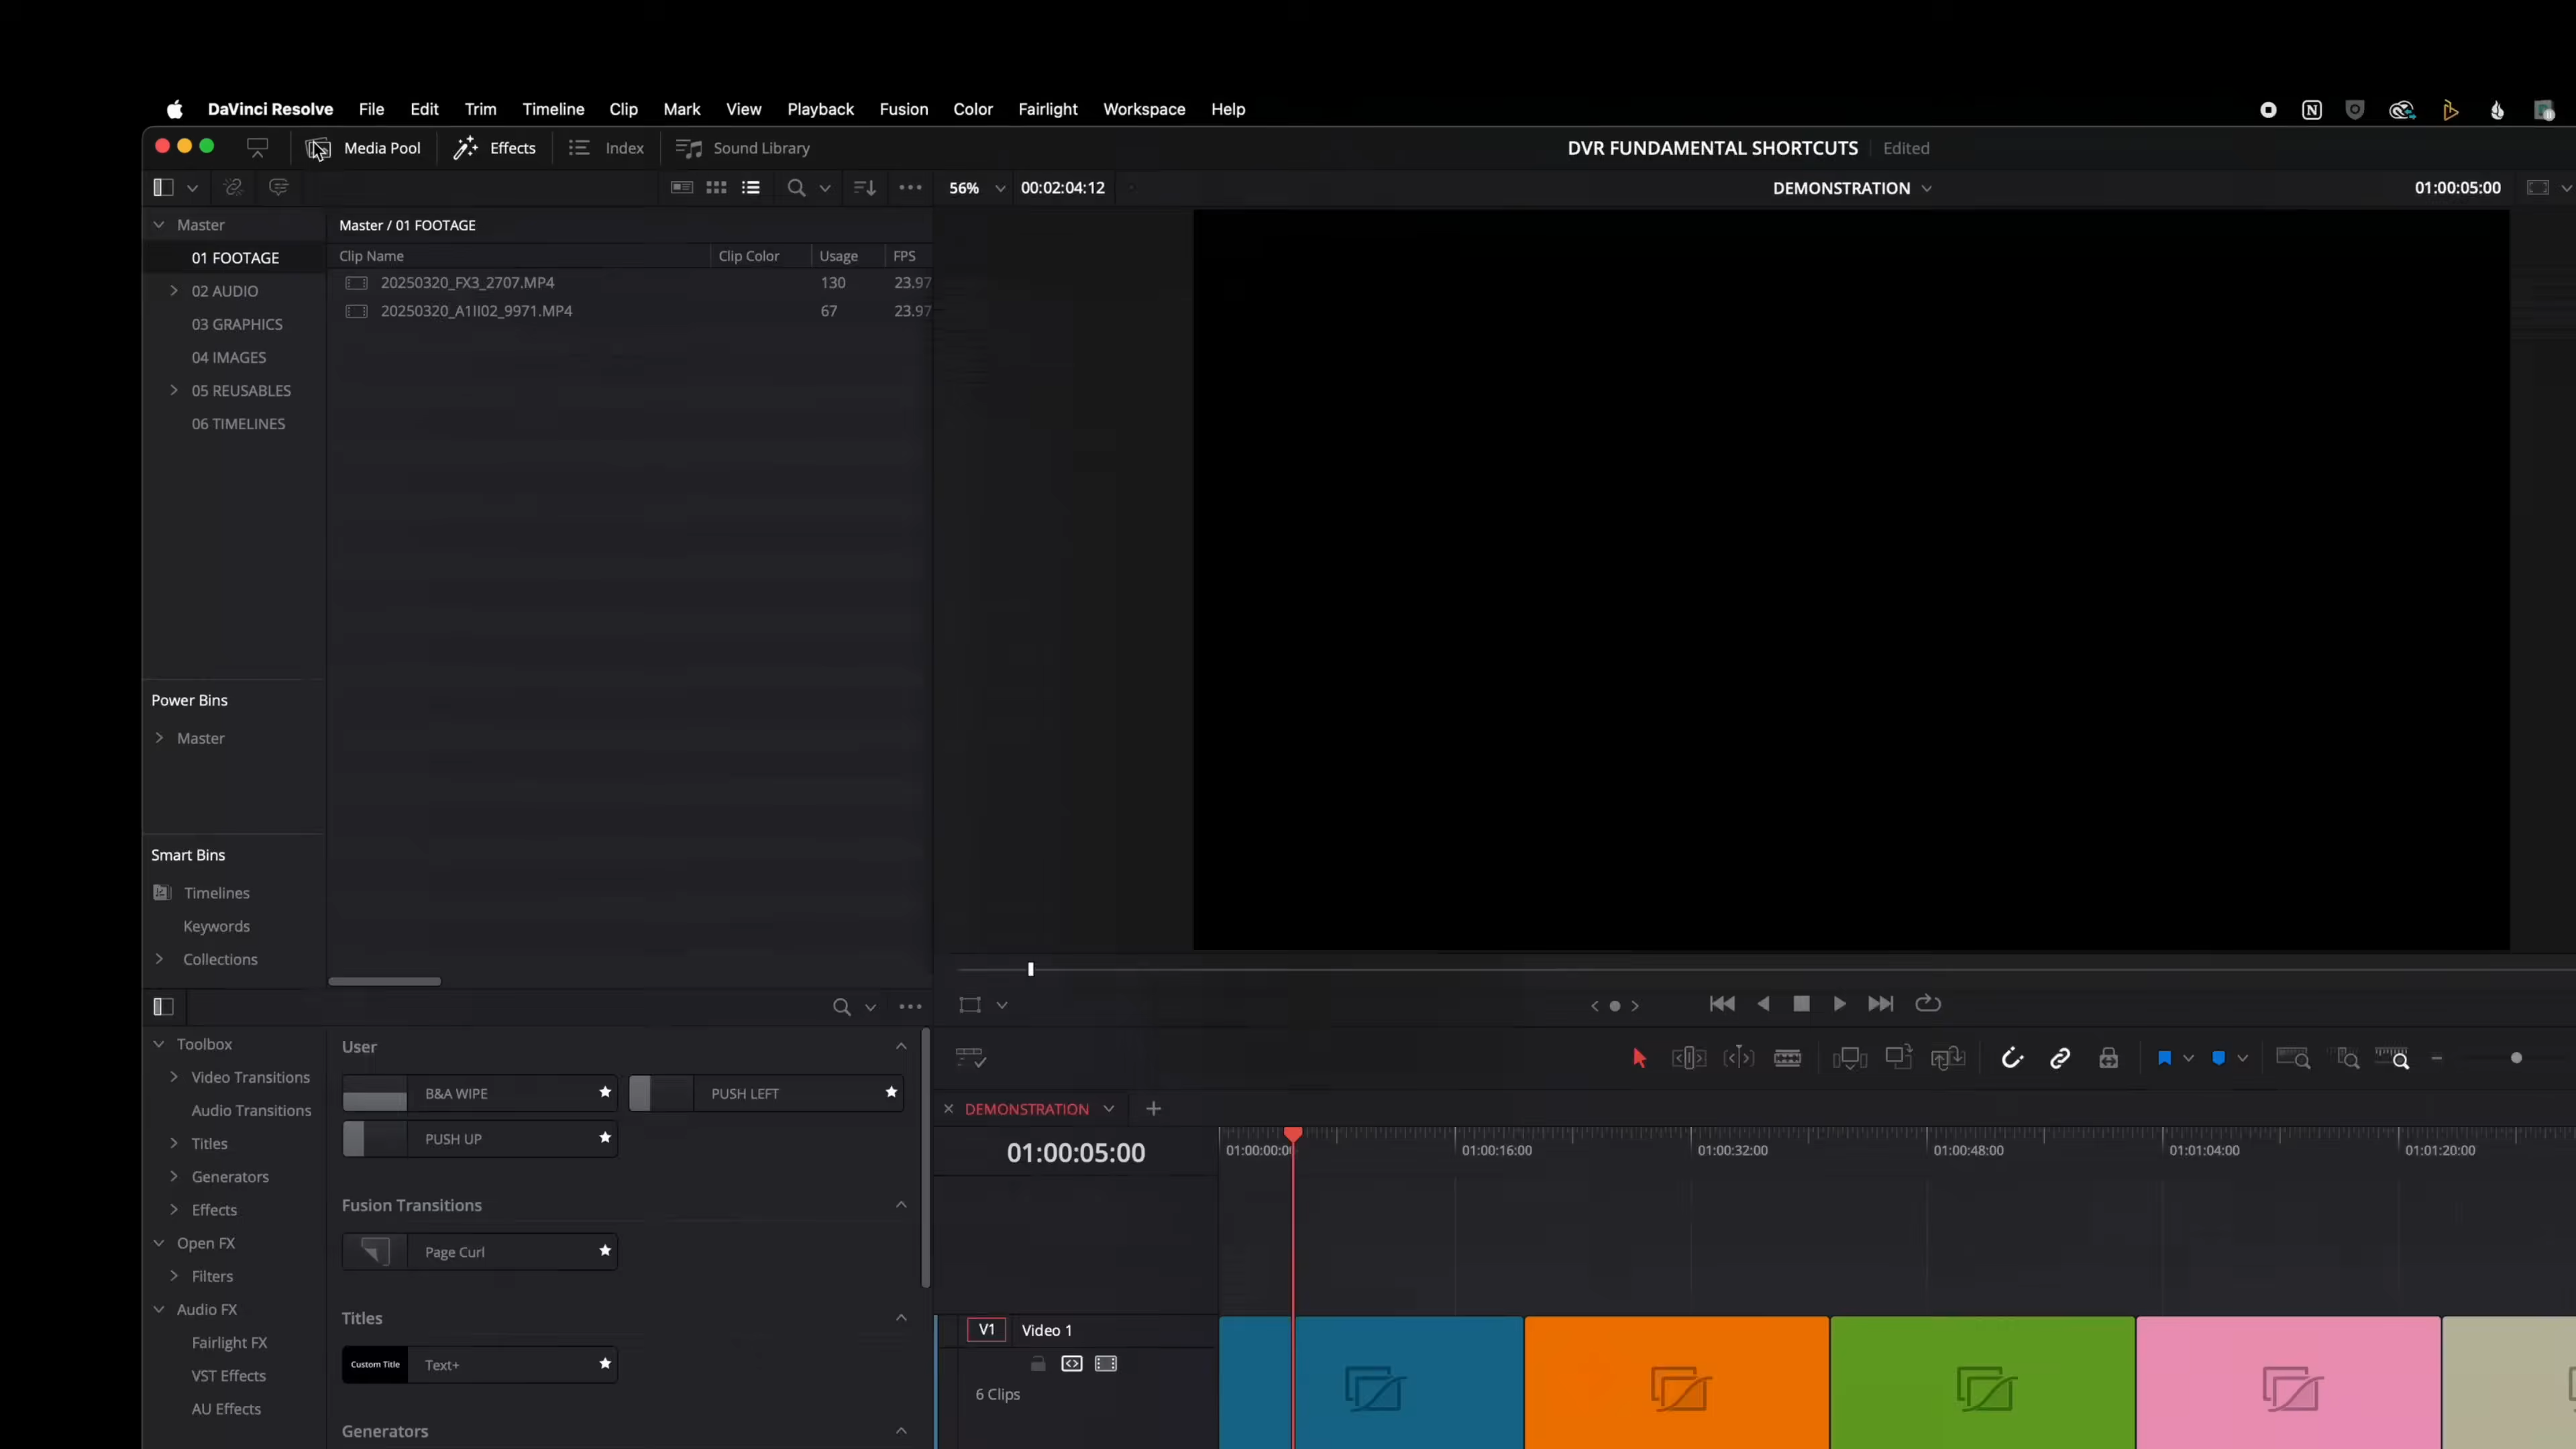 DaVinci Resolve File Edit Trim Timeline Clip Mark View Playback Fusion Color Fairlight Workspace Help
Media Pool Effects Index Sound Library DVR FUNDAMENTAL SHORTCUTS Edited
56% 00:02:04:12 DEMONSTRATION 01:00:05:00
Master Master / 01 FOOTAGE
01 FOOTAGE Clip Name Clip Color Usage FPS
20250320_FX3_2707.MP4 130 23.97
02 AUDIO 20250320_A1II02_9971.MP4 67 23.97
03 GRAPHICS
04 IMAGES
05 REUSABLES
06 TIMELINES
Power Bins
Master
Smart Bins
Timelines
Keywords
Collections
Toolbox User
Video Transitions B&A WIPE PUSH LEFT
Audio Transitions DEMONSTRATION
Titles PUSH UP 01:00:05:00 01:00:00:0 01:00:16:00 01:00:32:00 01:00:48:00 01:01:04:00 01:01:20:00
Generators
Effects Fusion Transitions
Open FX Page Curl
Filters
Audio FX Titles V1 Video 1
Fairlight FX Custom Title Text+
VST Effects 6 Clips
AU Effects
Generators